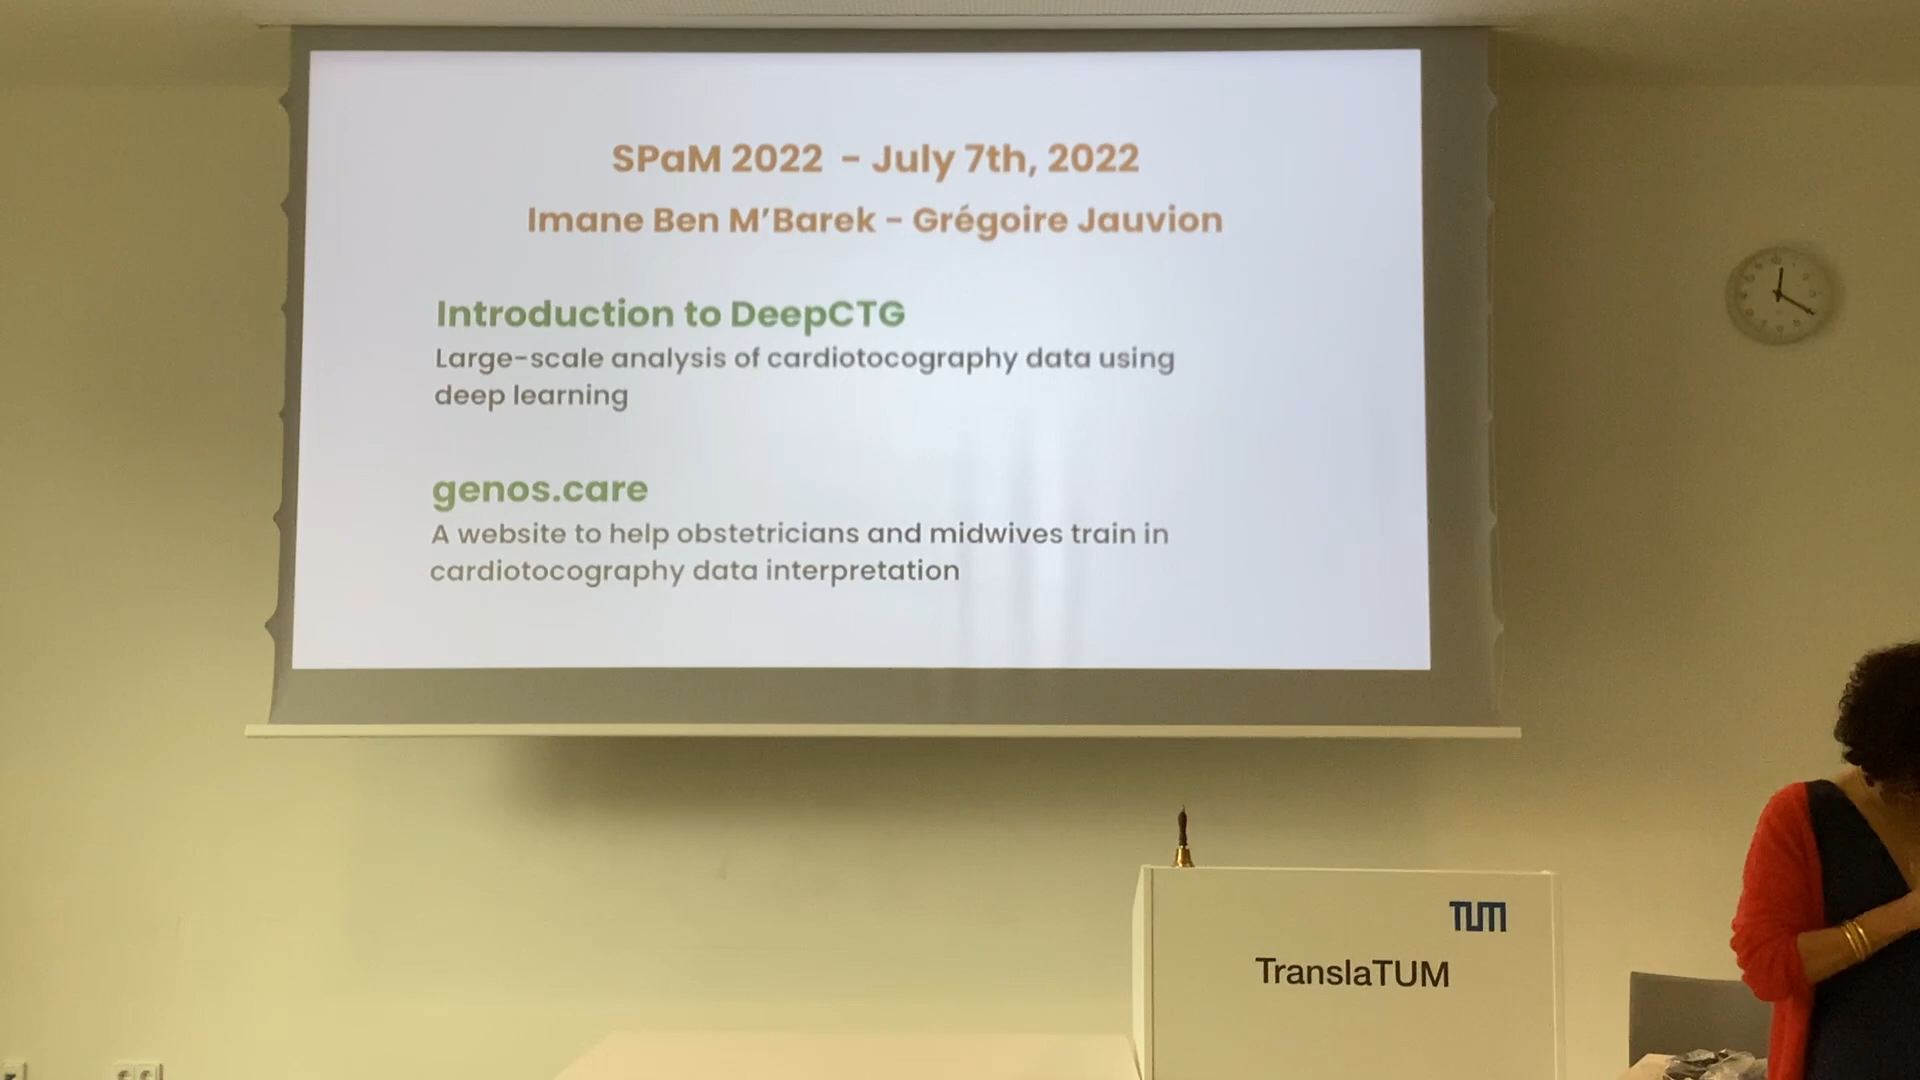 SPaM 2022 - July 7th, 2022
Imane Ben M'Barek - Grégoire Jauvion
Introduction to DeepCTG
Large-scale analysis of cardiotocography data using
deep learning
genos.care
A website to help obstetricians and midwives train in
cardiotocography data interpretation
TUM
TranslaTUM